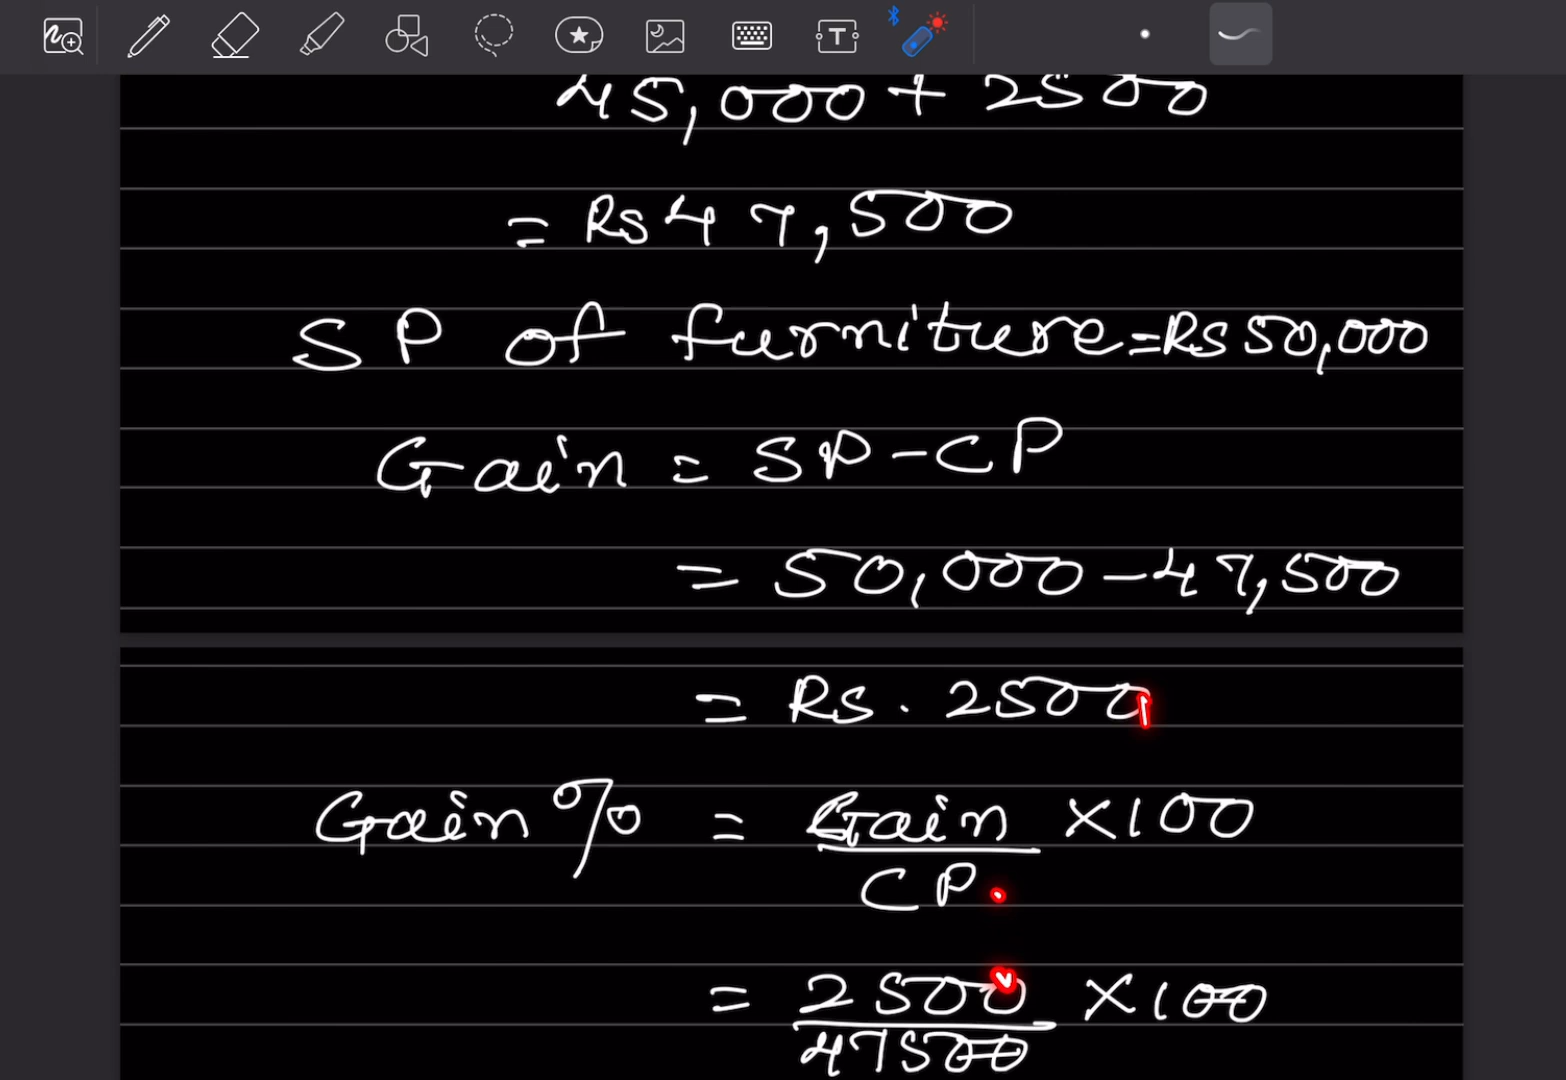 45,000 + 2500
= Rs 47,500
SP of furniture = Rs 50,000
Gain = SP - CP
= 50,000 - 47,500
= Rs. 2500
Gain % = Gain × 100
CP
= 2500 × 100
47500